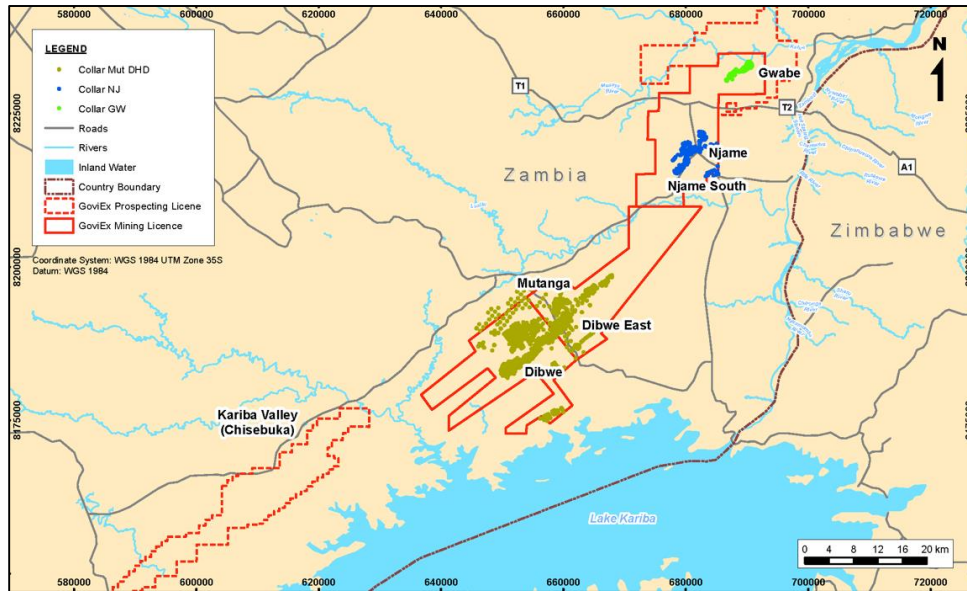 580000
600000
620000
640000
660000
680000
700000
720000
LEGEND
Collar Mut DHD
Collar NJ
Collar GW
Roads
Rivers
Inland Water
Country Boundary
GoviEx Prospecting Licene
GoviEx Mining Licence
Coordinate System: WGS 1984 UTM Zone 35S
Datum: WGS 1984
N
T1
Gwabe
T2
8225000
Njame
A1
Zambia
Njame South
Zimbabwe
8200000
8200000
Mutanga
Dibwe East
Dibwe
Kariba Valley
(Chisebuka)
8175000
Lake Kariba
0 4 8 12 16 20 km
580000
600000
620000
640000
660000
680000
700000
720000